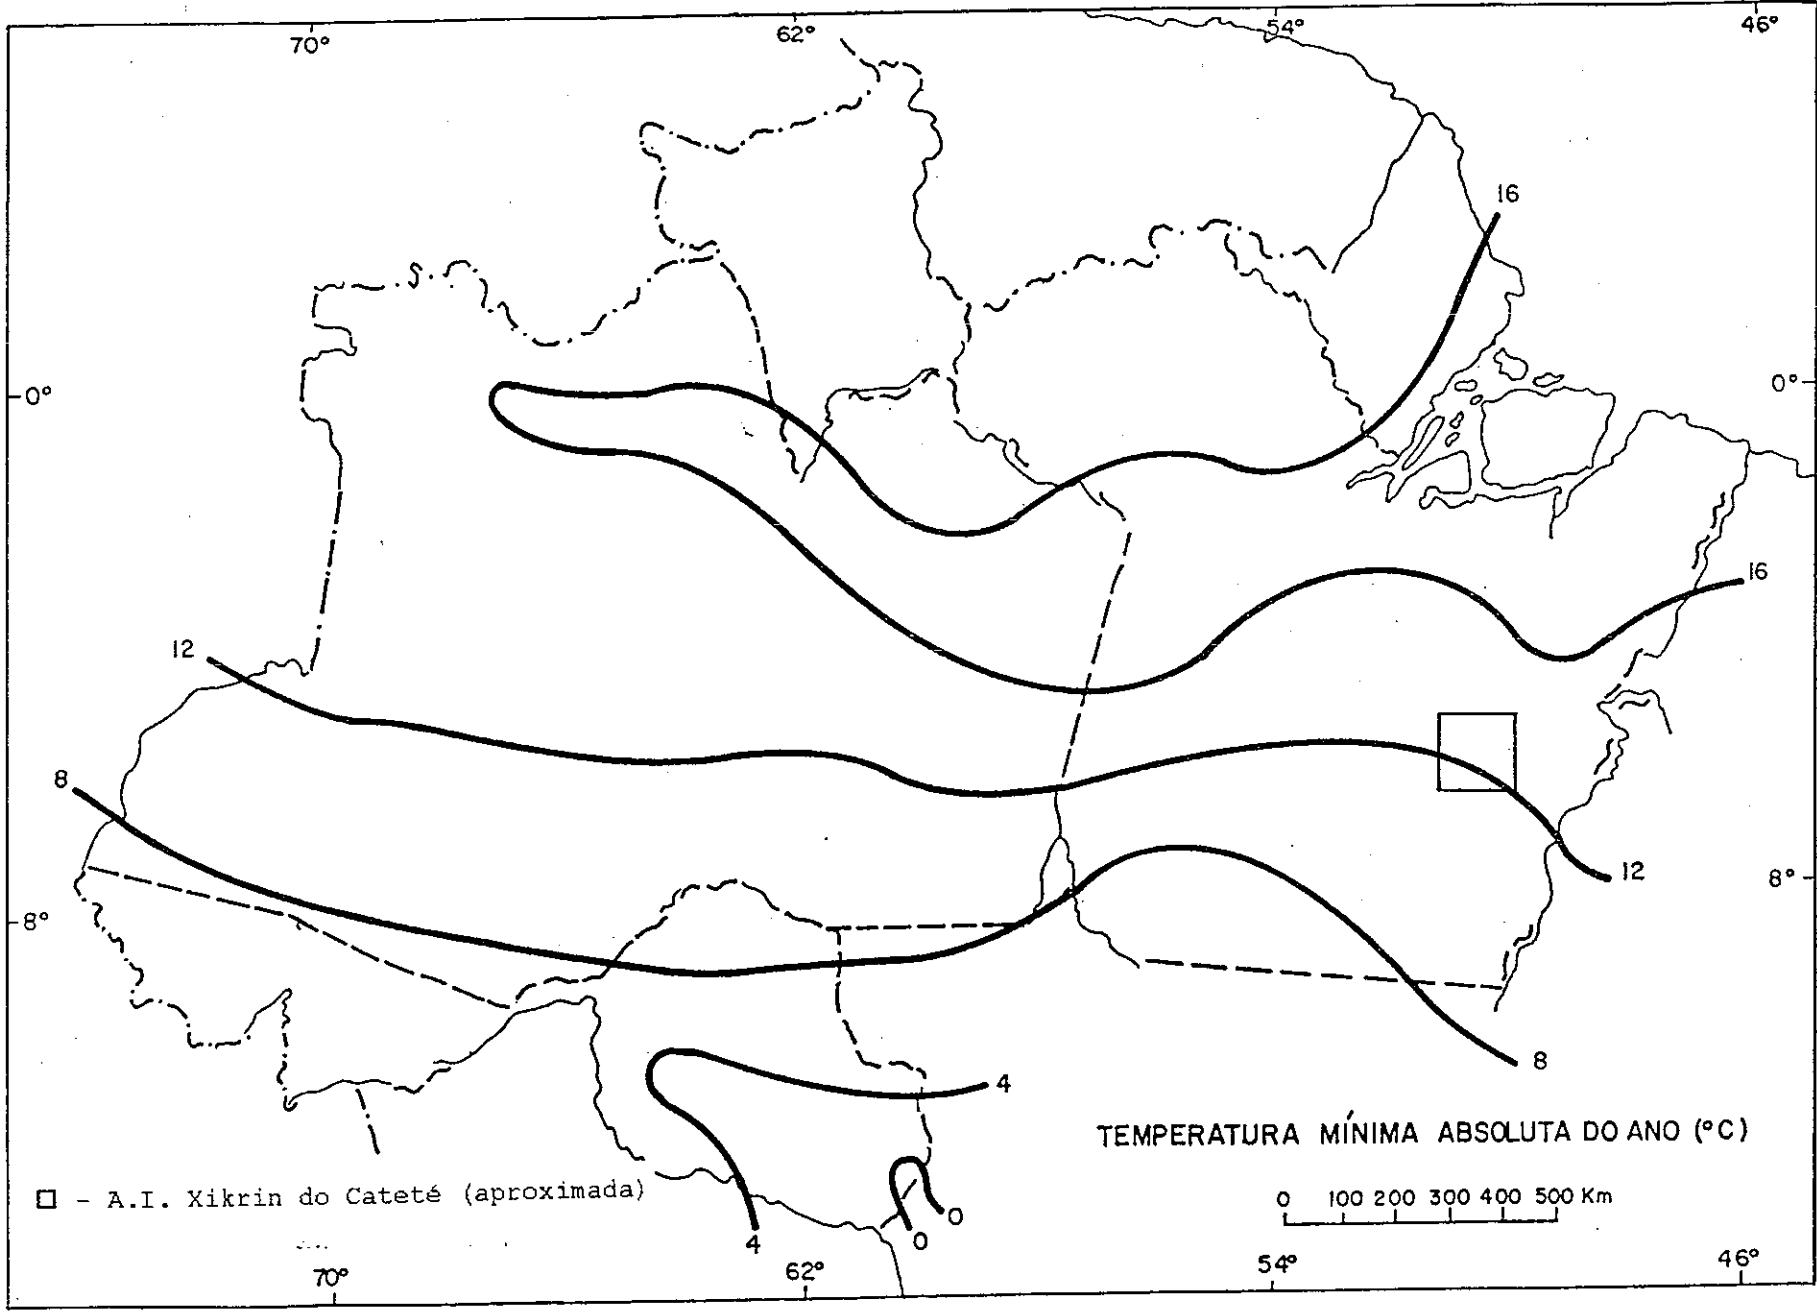 70° 62° 54° 46°
16
0° 0°
16
12
8
12
8° 8°
8
4
TEMPERATURA MÍNIMA ABSOLUTA DO ANO (°C)
□ - A.I. Xikrin do Cateté (aproximada)
0 100 200 300 400 500 Km
0
0
4
70° 62° 54° 46°